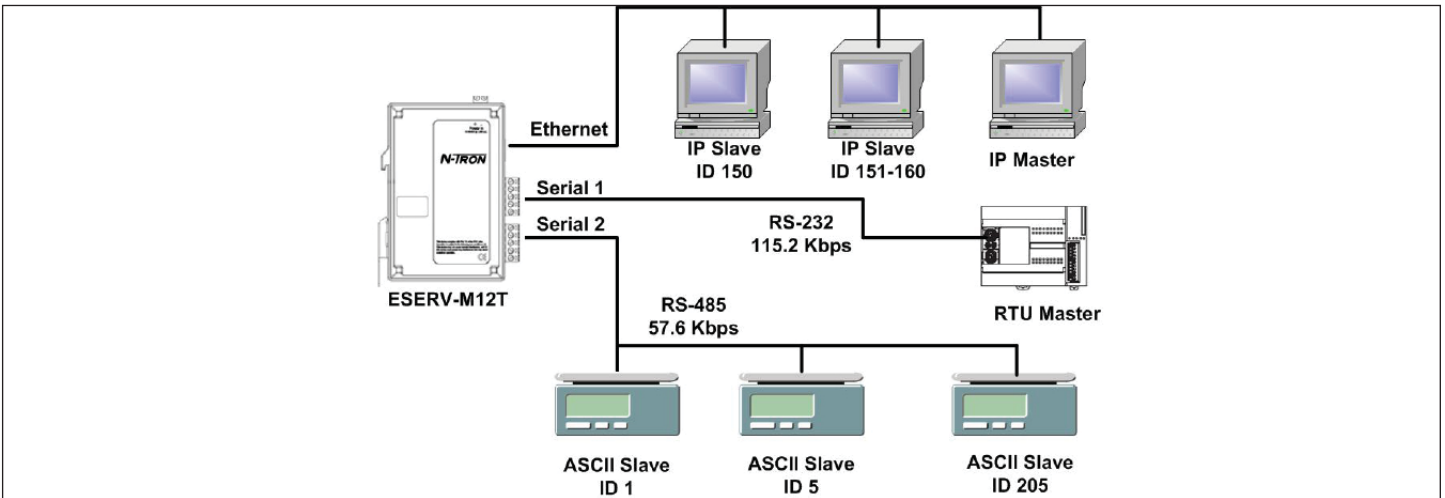 Ethernet
IP Slave
ID 150
IP Slave
ID 151-160
IP Master
N-TRON
Serial 1
Serial 2
RS-232
115.2 Kbps
ESERV-M12T
RTU Master
RS-485
57.6 Kbps
ASCII Slave
ID 1
ASCII Slave
ID 5
ASCII Slave
ID 205